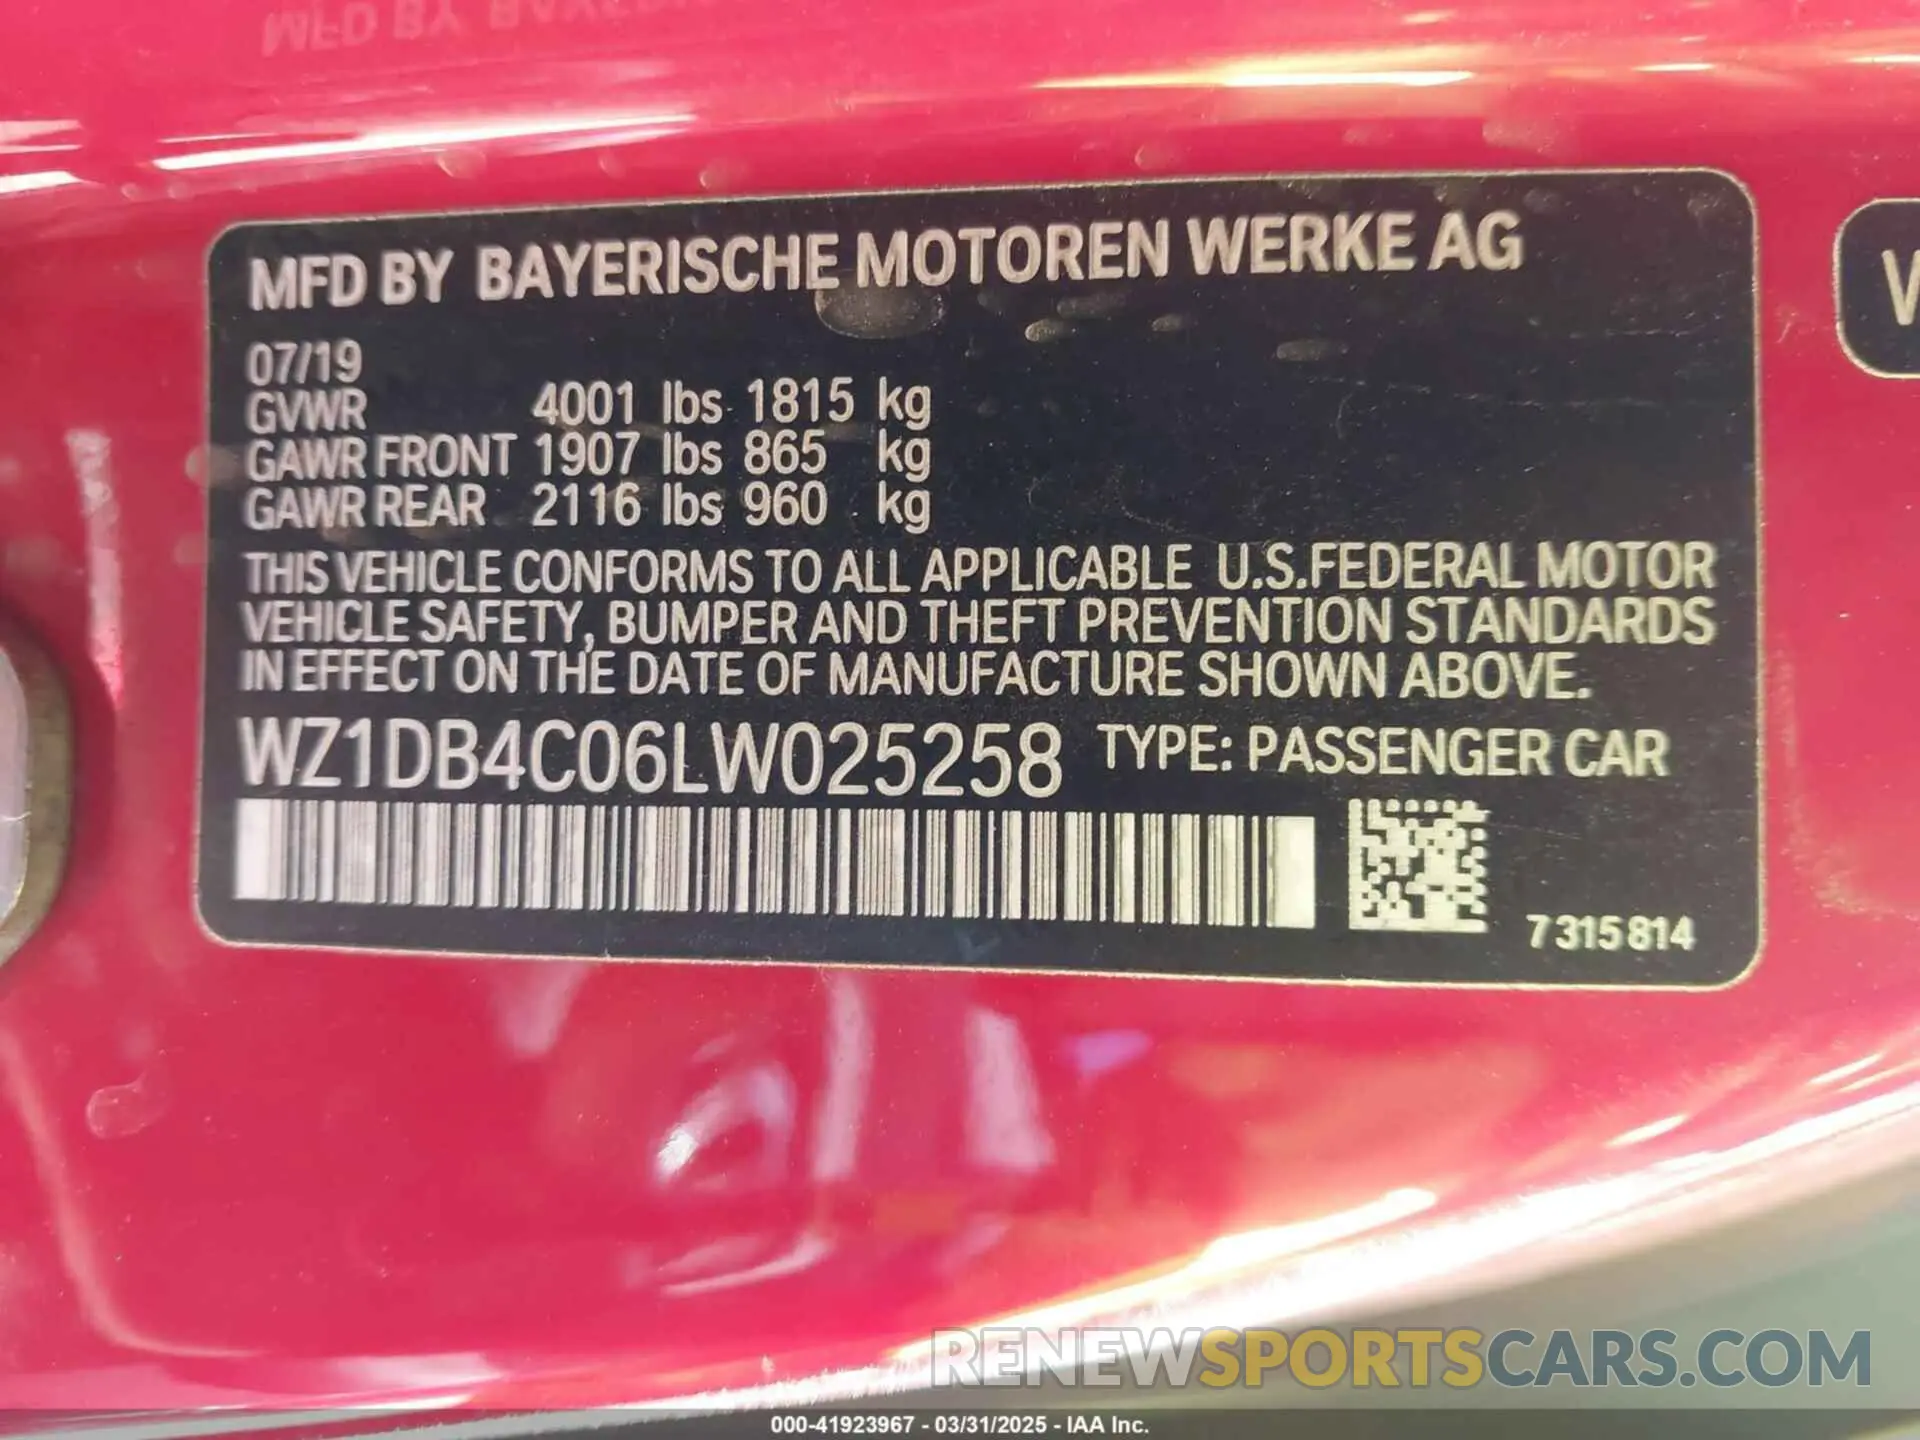 MFD BY BAYERISCHE MOTOREN WERKE AG
07/19
GVWR 4001 lbs 1815 kg
GAWR FRONT 1907 lbs 865 kg
GAWR REAR 2116 lbs 960 kg
THIS VEHICLE CONFORMS TO ALL APPLICABLE U.S.FEDERAL MOTOR
VEHICLE SAFETY, BUMPER AND THEFT PREVENTION STANDARDS
IN EFFECT ON THE DATE OF MANUFACTURE SHOWN ABOVE.
WZ1DB4C06LW025258 TYPE: PASSENGER CAR
7315814
RENEWSPORTSCARS.COM
000-41923967 - 03/31/2025 - IAA Inc.